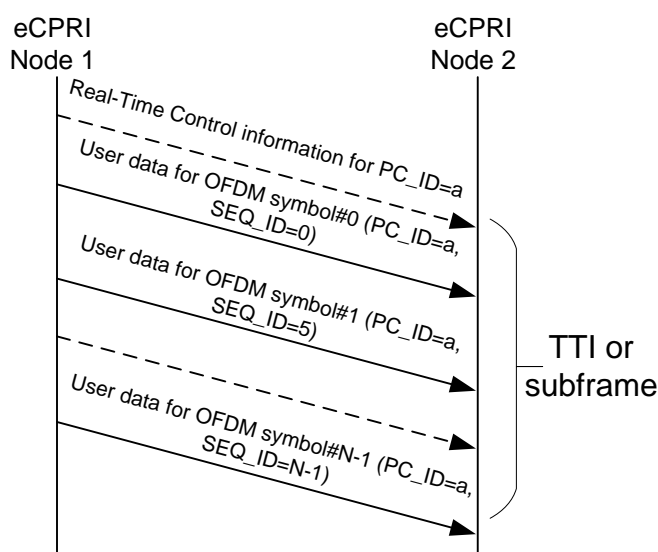 eCPRI
Node 1
eCPRI
Node 2
Real-Time Control information for PC_ID=a
User data for OFDM symbol#0 (PC_ID=a,
SEQ_ID=0)
User data for OFDM symbol#1 (PC_ID=a,
SEQ_ID=5)
User data for OFDM symbol#N-1 (PC_ID=a,
SEQ_ID=N-1)
TTI or
subframe